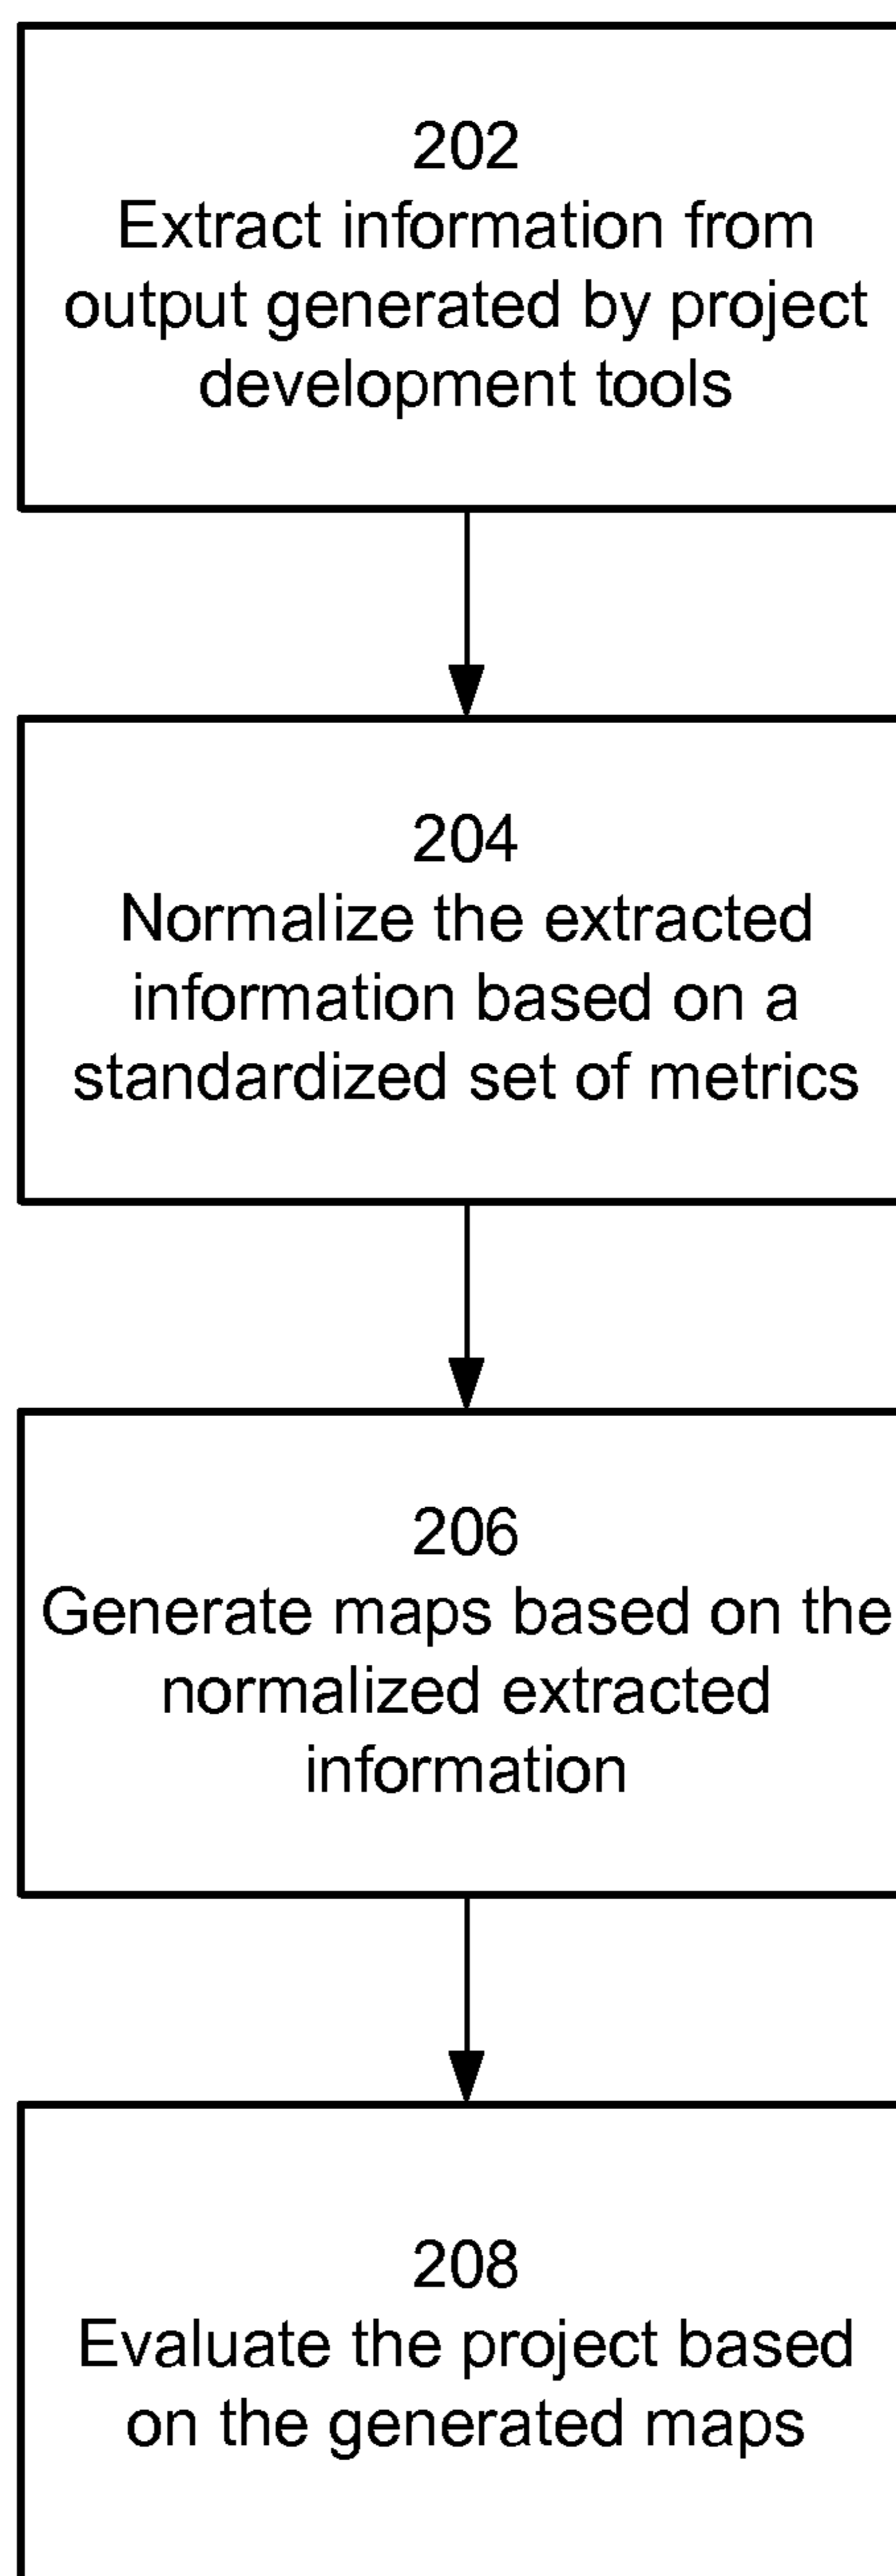 202
Extract information from
output generated by project
development tools
204
Normalize the extracted
information based on a
standardized set of metrics
206
Generate maps based on the
normalized extracted
information
208
Evaluate the project based
on the generated maps